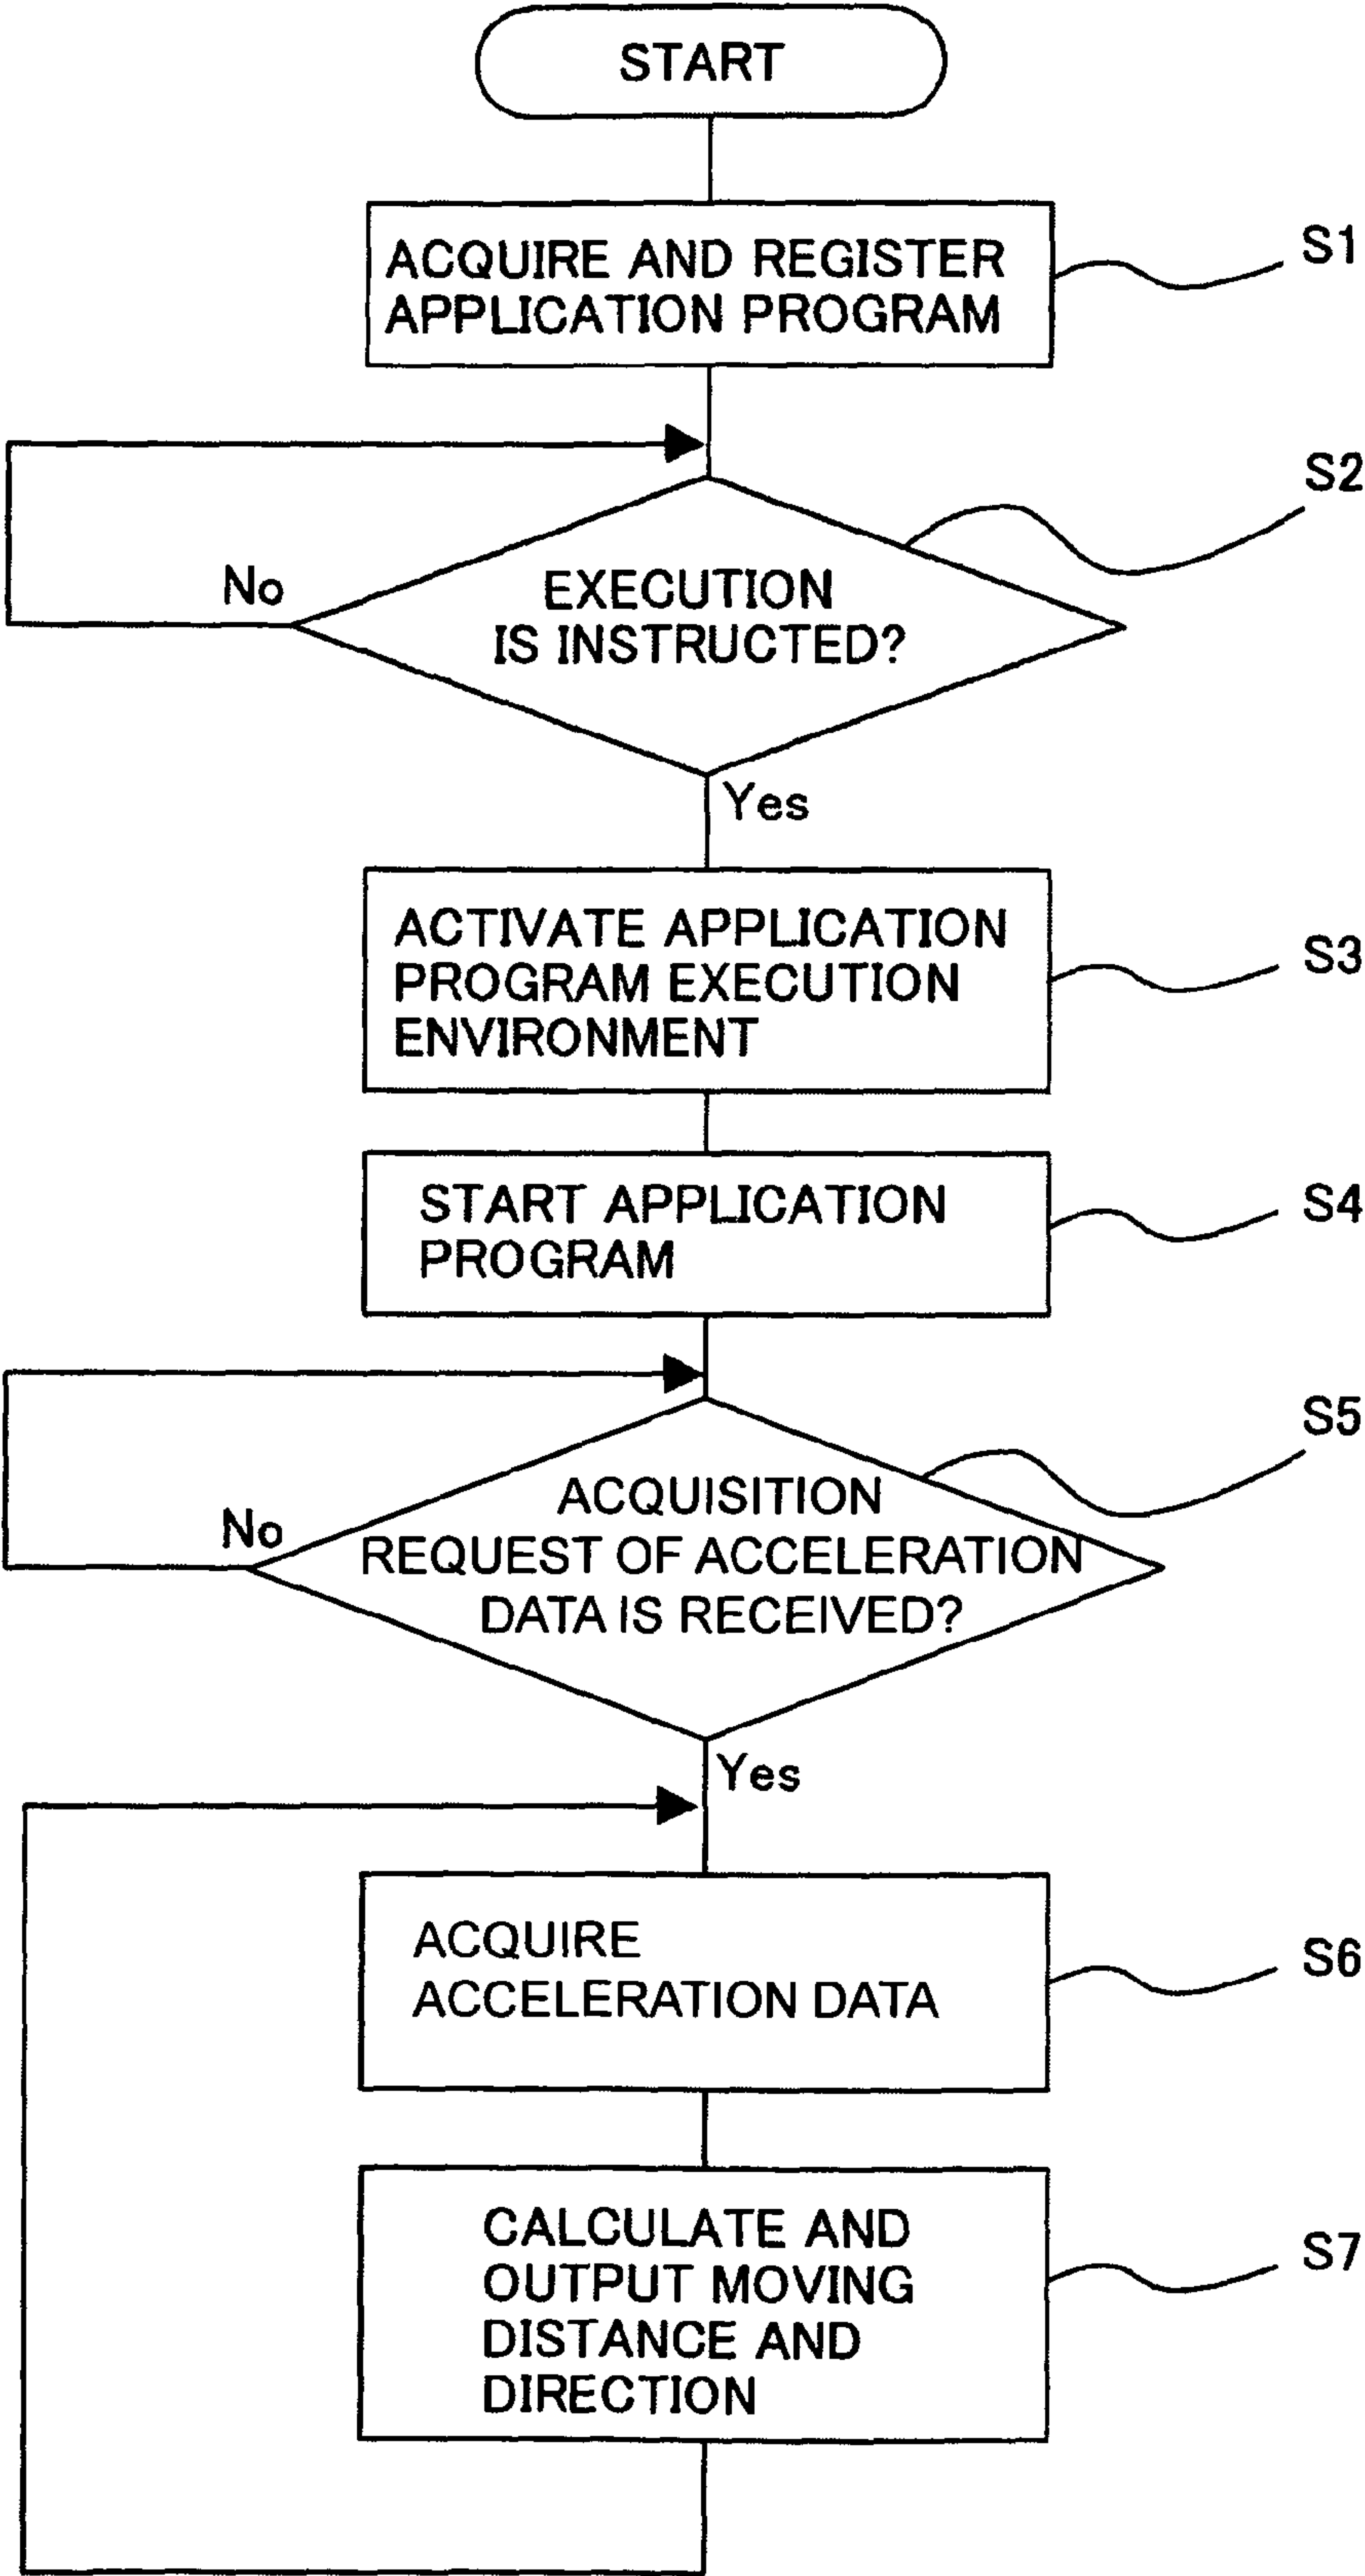 START
ACQUIRE AND REGISTER
APPLICATION PROGRAM
S1
S2
EXECUTION
IS INSTRUCTED?
No
Yes
ACTIVATE APPLICATION
PROGRAM EXECUTION
ENVIRONMENT
S3
START APPLICATION
PROGRAM
S4
S5
ACQUISITION
REQUEST OF ACCELERATION
DATA IS RECEIVED?
No
Yes
ACQUIRE
ACCELERATION DATA
S6
CALCULATE AND
OUTPUT MOVING
DISTANCE AND
DIRECTION
S7